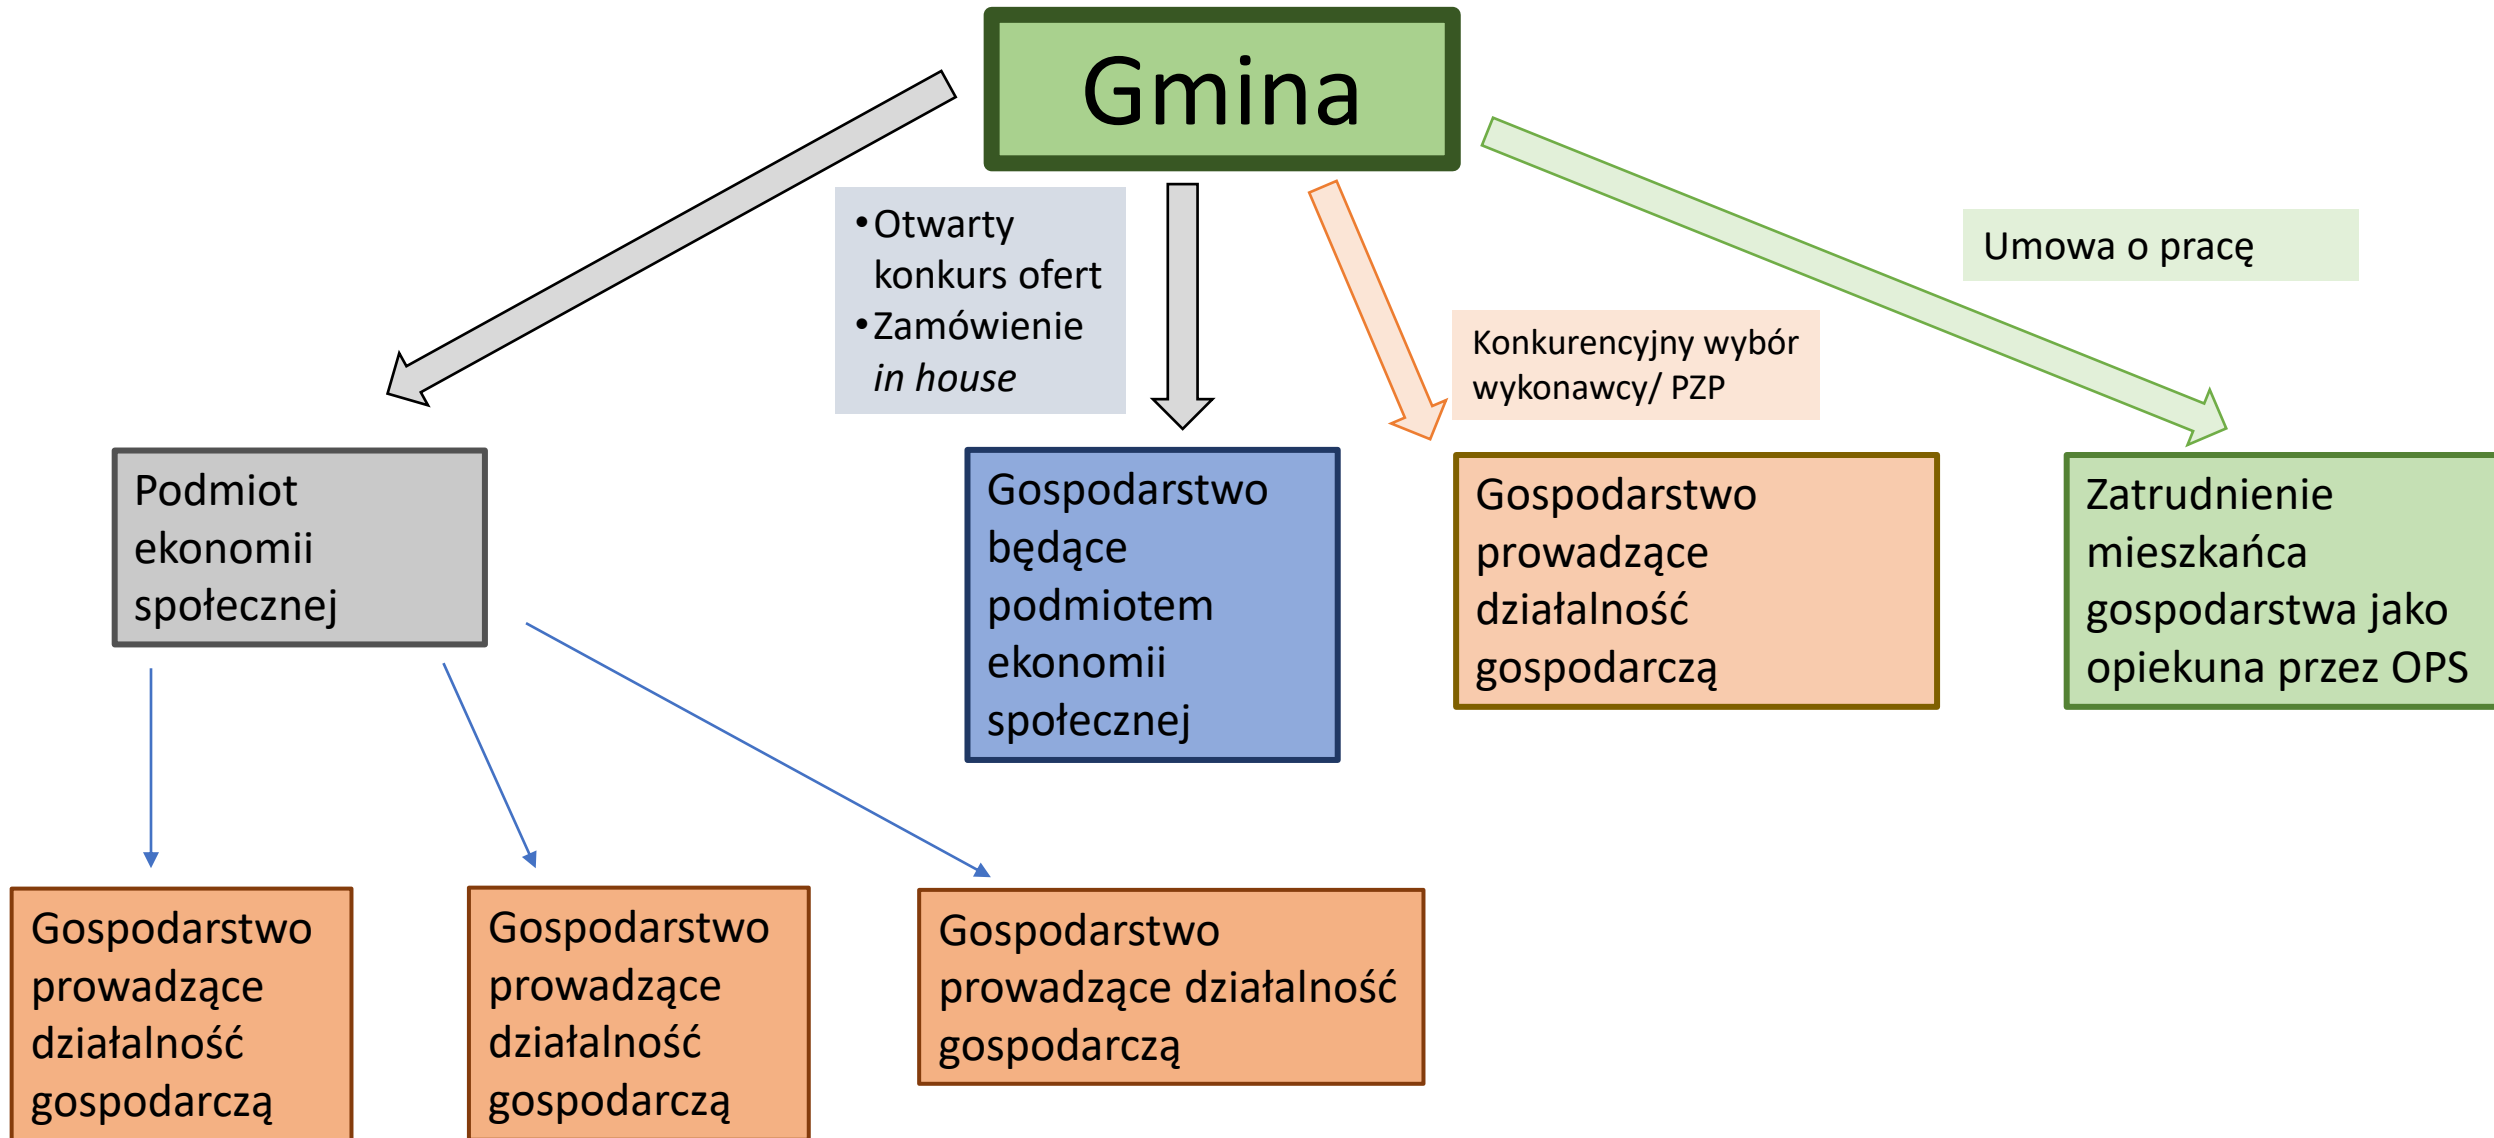 Gmina
•Otwarty
konkurs ofert
•Zamówienie
in house
Umowa o pracę
Konkurencyjny wybór
wykonawcy/ PZP
Podmiot
ekonomii
społecznej
Gospodarstwo
będące
podmiotem
ekonomii
społecznej
Gospodarstwo
prowadzące
działalność
gospodarczą
Zatrudnienie
mieszkańca
gospodarstwa jako
opiekuna przez OPS
Gospodarstwo
prowadzące
działalność
gospodarczą
Gospodarstwo
prowadzące
działalność
gospodarczą
Gospodarstwo
prowadzące działalność
gospodarczą